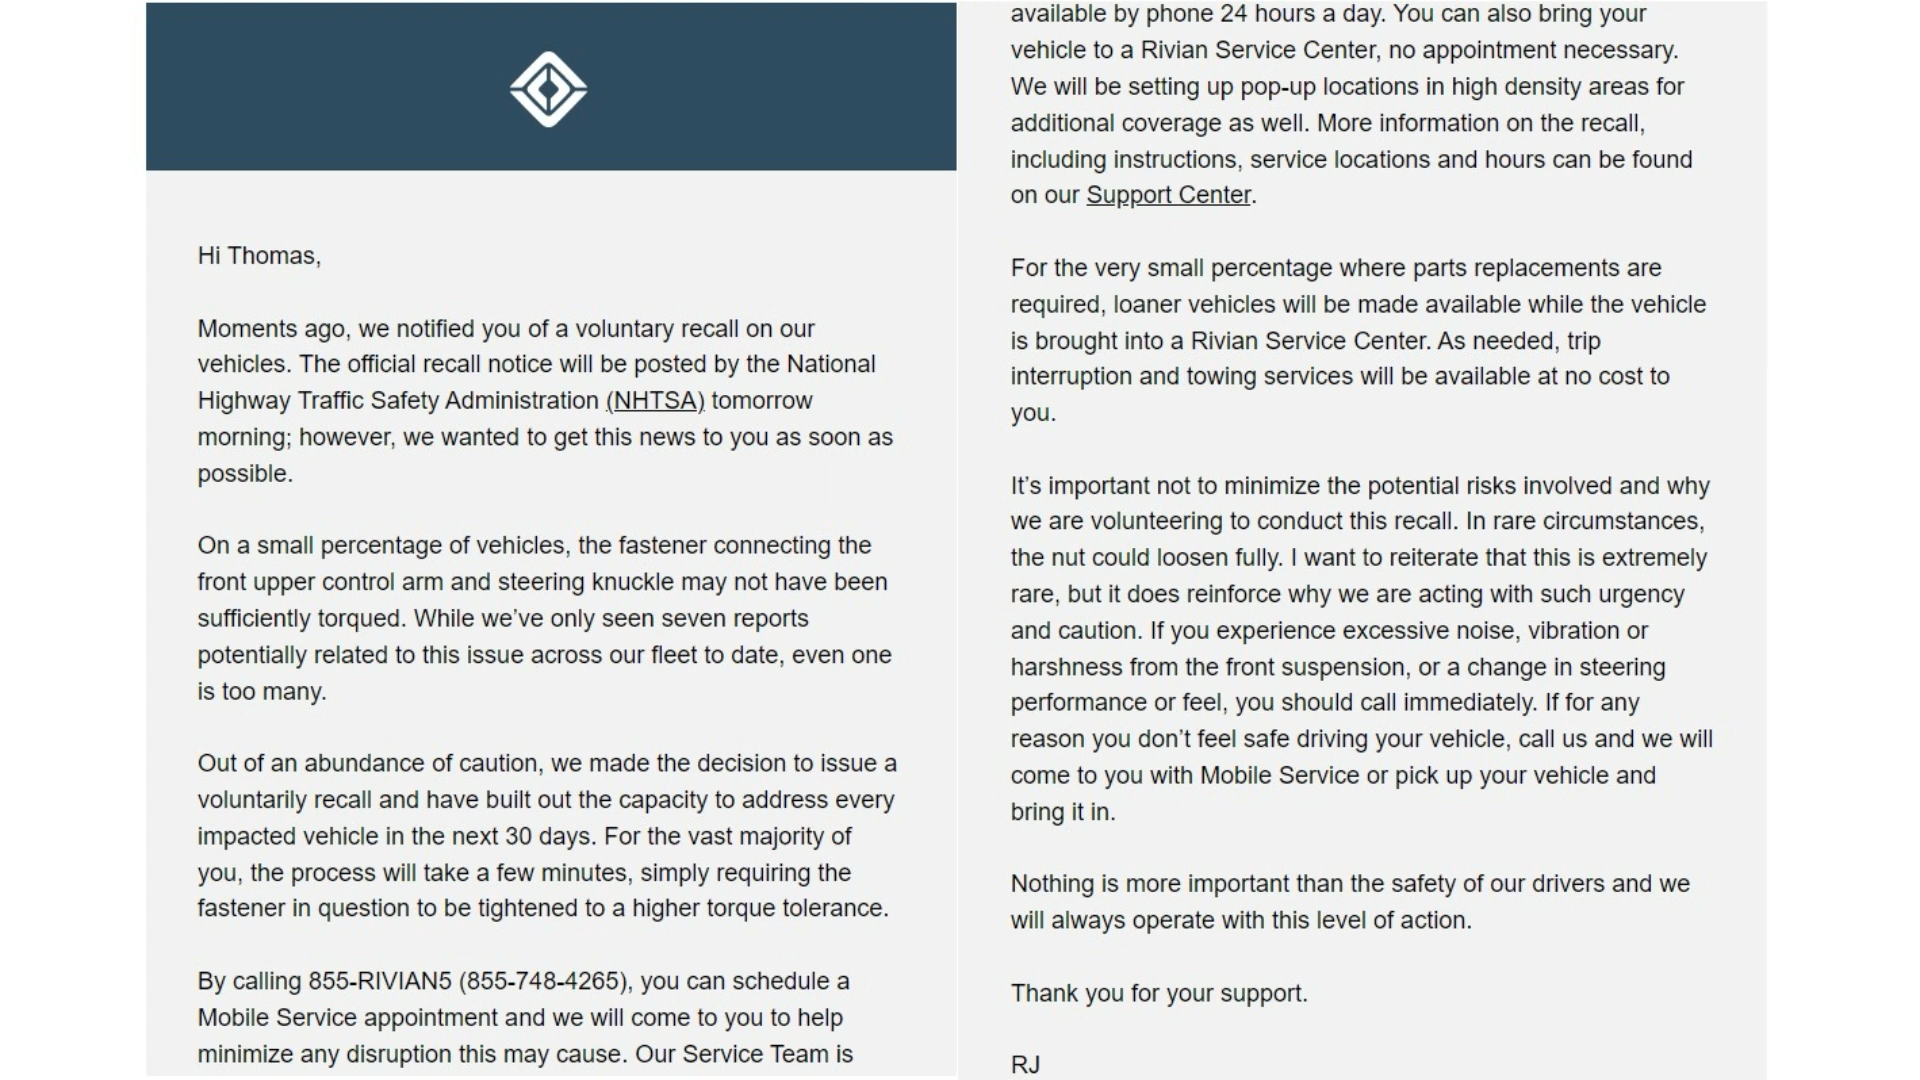 Hi Thomas,
Moments ago, we notified you of a voluntary recall on our
vehicles. The official recall notice will be posted by the National
Highway Traffic Safety Administration (NHTSA) tomorrow
morning; however, we wanted to get this news to you as soon as
possible.
On a small percentage of vehicles, the fastener connecting the
front upper control arm and steering knuckle may not have been
sufficiently torqued. While we’ve only seen seven reports
potentially related to this issue across our fleet to date, even one
is too many.
Out of an abundance of caution, we made the decision to issue a
voluntarily recall and have built out the capacity to address every
impacted vehicle in the next 30 days. For the vast majority of
you, the process will take a few minutes, simply requiring the
fastener in question to be tightened to a higher torque tolerance.
By calling 855-RIVIAN5 (855-748-4265), you can schedule a
Mobile Service appointment and we will come to you to help
minimize any disruption this may cause. Our Service Team is
available by phone 24 hours a day. You can also bring your
vehicle to a Rivian Service Center, no appointment necessary.
We will be setting up pop-up locations in high density areas for
additional coverage as well. More information on the recall,
including instructions, service locations and hours can be found
on our Support Center.
For the very small percentage where parts replacements are
required, loaner vehicles will be made available while the vehicle
is brought into a Rivian Service Center. As needed, trip
interruption and towing services will be available at no cost to
you.
It’s important not to minimize the potential risks involved and why
we are volunteering to conduct this recall. In rare circumstances,
the nut could loosen fully. I want to reiterate that this is extremely
rare, but it does reinforce why we are acting with such urgency
and caution. If you experience excessive noise, vibration or
harshness from the front suspension, or a change in steering
performance or feel, you should call immediately. If for any
reason you don’t feel safe driving your vehicle, call us and we will
come to you with Mobile Service or pick up your vehicle and
bring it in.
Nothing is more important than the safety of our drivers and we
will always operate with this level of action.
Thank you for your support.
RJ